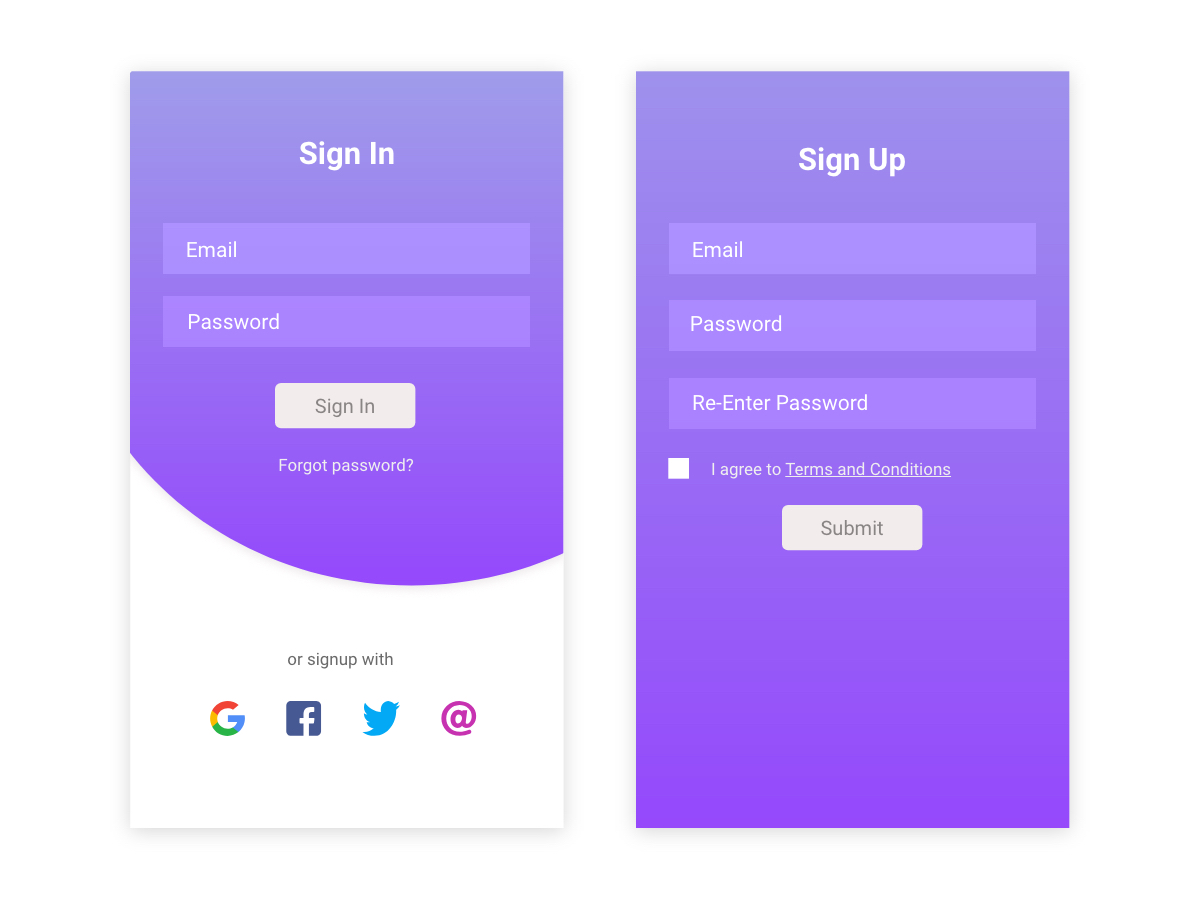 Sign In
Email
Password
Sign In
Forgot password?
or signup with
@
Sign Up
Email
Password
Re-Enter Password
I agree to Terms and Conditions
Submit